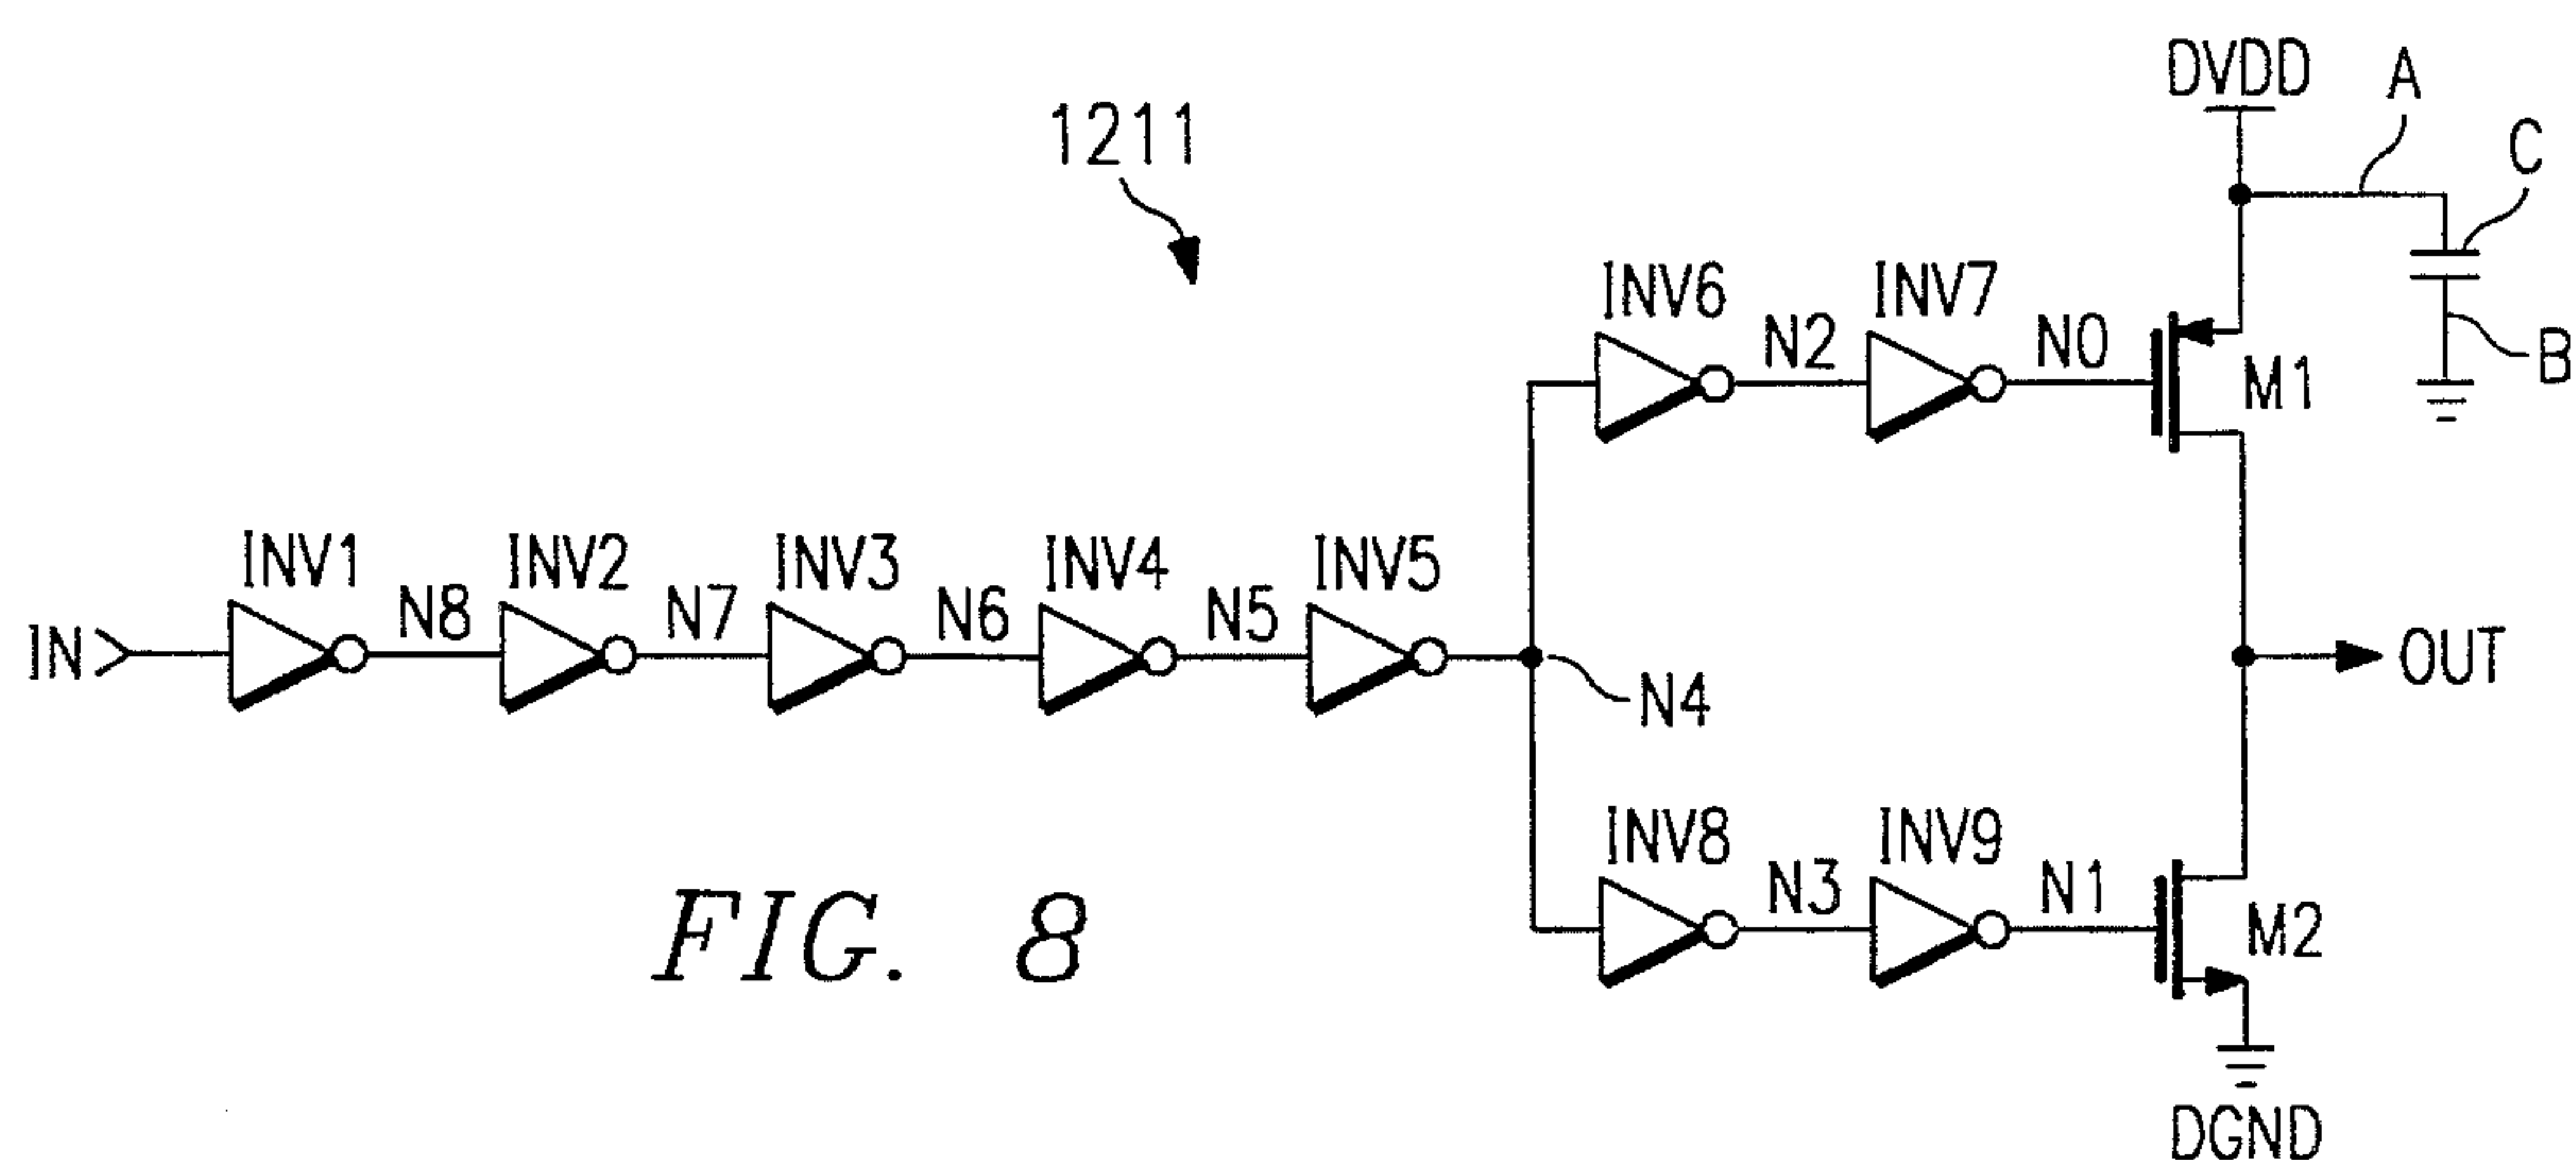 DVDD
A
1211
C
INV6
INV7
N2
N0
M1
B
INV1
INV2
INV3
INV4
INV5
IN
N8
N7
N6
N5
N4
OUT
INV8
INV9
N3
N1
M2
FIG. 8
DGND